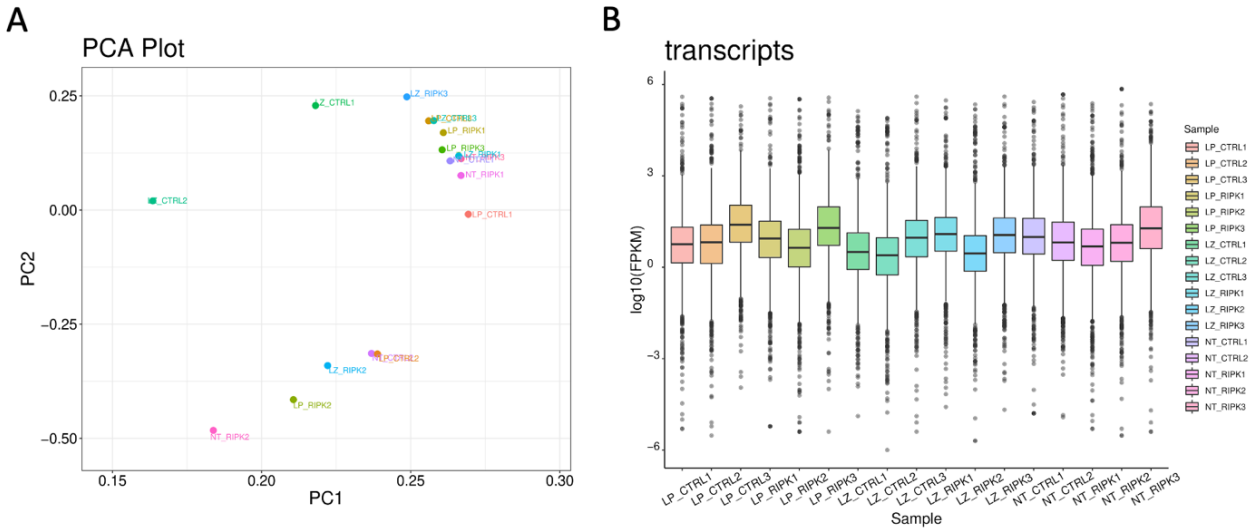 A
PCA Plot
0.25
0.00
−0.25
−0.50
PC2
0.15
0.20
0.25
0.30
PC1
LZ_CTRL1
LZ_RIPK3
LP_RIPK1
LP_RIPK3
NT_RIPK1
LP_CTRL1
LP_CTRL2
LZ_RIPK2
LP_RIPK2
NT_RIPK2
B
transcripts
6
3
0
−3
−6
log10(FPKM)
LP_CTRL1
LP_CTRL2
LP_CTRL3
LP_RIPK1
LP_RIPK2
LP_RIPK3
LZ_CTRL1
LZ_CTRL2
LZ_CTRL3
LZ_RIPK1
LZ_RIPK2
LZ_RIPK3
NT_CTRL1
NT_CTRL2
NT_RIPK1
NT_RIPK2
NT_RIPK3
Sample
Sample
LP_CTRL1
LP_CTRL2
LP_CTRL3
LP_RIPK1
LP_RIPK2
LP_RIPK3
LZ_CTRL1
LZ_CTRL2
LZ_CTRL3
LZ_RIPK1
LZ_RIPK2
LZ_RIPK3
NT_CTRL1
NT_CTRL2
NT_RIPK1
NT_RIPK2
NT_RIPK3